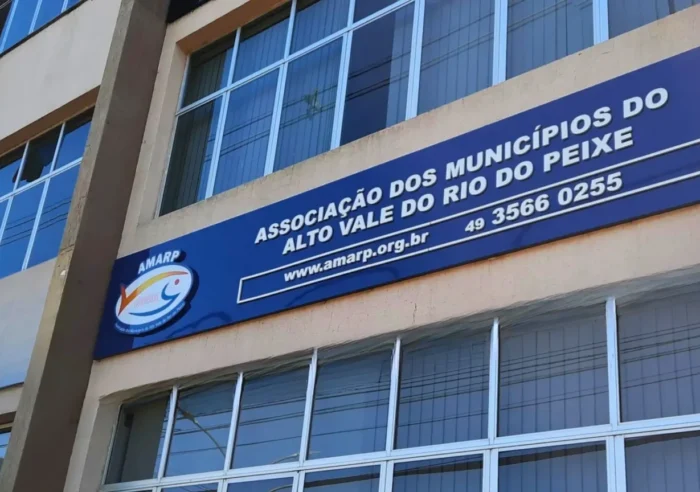 ASSOCIAÇÃO DOS MUNICÍPIOS DO
ALTO VALE DO RIO DO PEIXE
www.amarp.org.br
49 3566 0255
AMARP